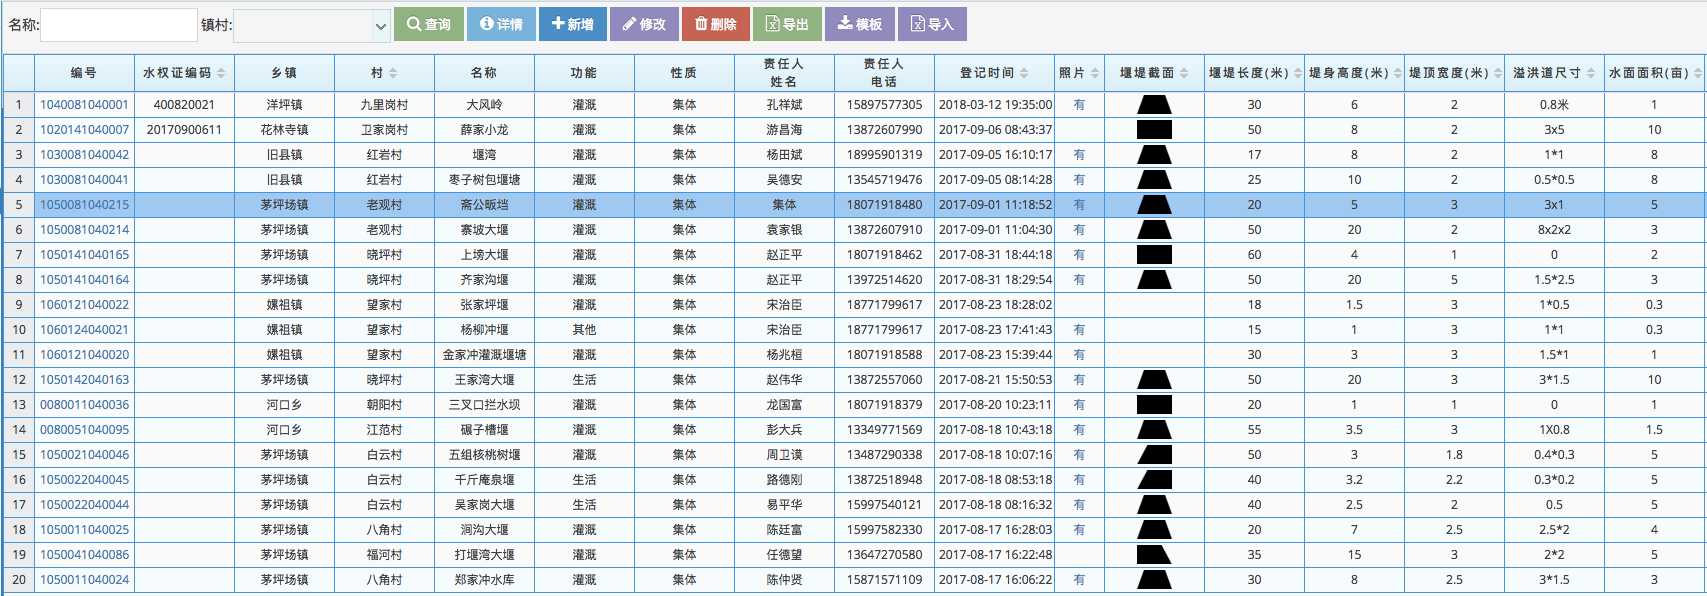 名称: 镇村: 查询 详情 新增 修改 删除 导出 模板 导入
编号 水权证编码 乡镇 村 名称 功能 性质 责任人姓名 责任人电话 登记时间 照片 堰堤截面 堰堤长度(米) 堤身高度(米) 堤顶宽度(米) 溢洪道尺寸 水面面积(亩)
1 1040081040001 400820021 洋坪镇 九里岗村 大风岭 灌溉 集体 孔祥斌 15897577305 2018-03-12 19:35:00 有 30 6 2 0.8米 1
2 1020141040007 20170900611 花林寺镇 卫家岗村 薛家小龙 灌溉 集体 游昌海 13872607990 2017-09-06 08:43:37 50 8 2 3x5 10
3 1030081040042 旧县镇 红岩村 堰湾 灌溉 集体 杨田斌 18995901319 2017-09-05 16:10:17 有 17 8 2 1*1 8
4 1030081040041 旧县镇 红岩村 枣子树包堰塘 灌溉 集体 吴德安 13545719476 2017-09-05 08:14:28 有 25 10 2 0.5*0.5 8
5 1050081040215 茅坪场镇 老观村 斋公畈垱 灌溉 集体 集体 18071918480 2017-09-01 11:18:52 有 20 5 3 3x1 5
6 1050081040214 茅坪场镇 老观村 寨坡大堰 灌溉 集体 袁家银 13872607910 2017-09-01 11:04:30 有 50 20 2 8x2x2 3
7 1050141040165 茅坪场镇 晓坪村 上塝大堰 灌溉 集体 赵正平 18071918462 2017-08-31 18:44:18 有 60 4 1 0 2
8 1050141040164 茅坪场镇 晓坪村 齐家沟堰 灌溉 集体 赵正平 13972514620 2017-08-31 18:29:54 有 50 20 5 1.5*2.5 3
9 1060121040022 嫘祖镇 望家村 张家坪堰 灌溉 集体 宋治臣 18771799617 2017-08-23 18:28:02 18 1.5 3 1*0.5 0.3
10 1060124040021 嫘祖镇 望家村 杨柳冲堰 其他 集体 宋治臣 18771799617 2017-08-23 17:41:43 有 15 1 3 1*1 0.3
11 1060121040020 嫘祖镇 望家村 金家冲灌溉堰塘 灌溉 集体 杨兆桓 18071918588 2017-08-23 15:39:44 有 30 3 3 1.5*1 1
12 1050142040163 茅坪场镇 晓坪村 王家湾大堰 生活 集体 赵伟华 13872557060 2017-08-21 15:50:53 有 50 20 3 3*1.5 10
13 0080011040036 河口乡 朝阳村 三叉口拦水坝 灌溉 集体 龙国富 18071918379 2017-08-20 10:23:11 有 20 1 1 0 1
14 0080051040095 河口乡 江范村 碾子槽堰 灌溉 集体 彭大兵 13349771569 2017-08-18 10:43:18 有 55 3.5 3 1X0.8 1.5
15 1050021040046 茅坪场镇 白云村 五组核桃树堰 灌溉 集体 周卫谟 13487290338 2017-08-18 10:07:16 有 50 3 1.8 0.4*0.3 5
16 1050022040045 茅坪场镇 白云村 千斤庵泉堰 生活 集体 路德刚 13872518948 2017-08-18 08:53:18 有 40 3.2 2.2 0.3*0.2 5
17 1050022040044 茅坪场镇 白云村 吴家岗大堰 生活 集体 易平华 15997540121 2017-08-18 08:16:32 有 40 2.5 2 0.5 5
18 1050011040025 茅坪场镇 八角村 涧沟大堰 灌溉 集体 陈廷富 15997582330 2017-08-17 16:28:03 有 20 7 2.5 2.5*2 4
19 1050041040086 茅坪场镇 福河村 打堰湾大堰 灌溉 集体 任德望 13647270580 2017-08-17 16:22:48 35 15 3 2*2 5
20 1050011040024 茅坪场镇 八角村 郑家冲水库 灌溉 集体 陈仲贤 15871571109 2017-08-17 16:06:22 有 30 8 2.5 3*1.5 3